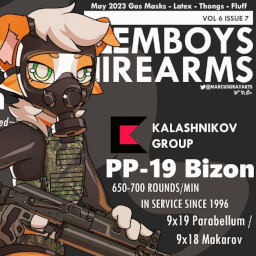 May 2023 Gas Masks - Latex - Thongs - Fluff
VOL 6 ISSUE 7
EMBOYS
IREARMS
@MARCUSGRAYARTS
KALASHNIKOV
GROUP
PP-19 Bizon
650-700 ROUNDS/MIN
IN SERVICE SINCE 1996
9x19 Parabellum /
9x18 Makarov